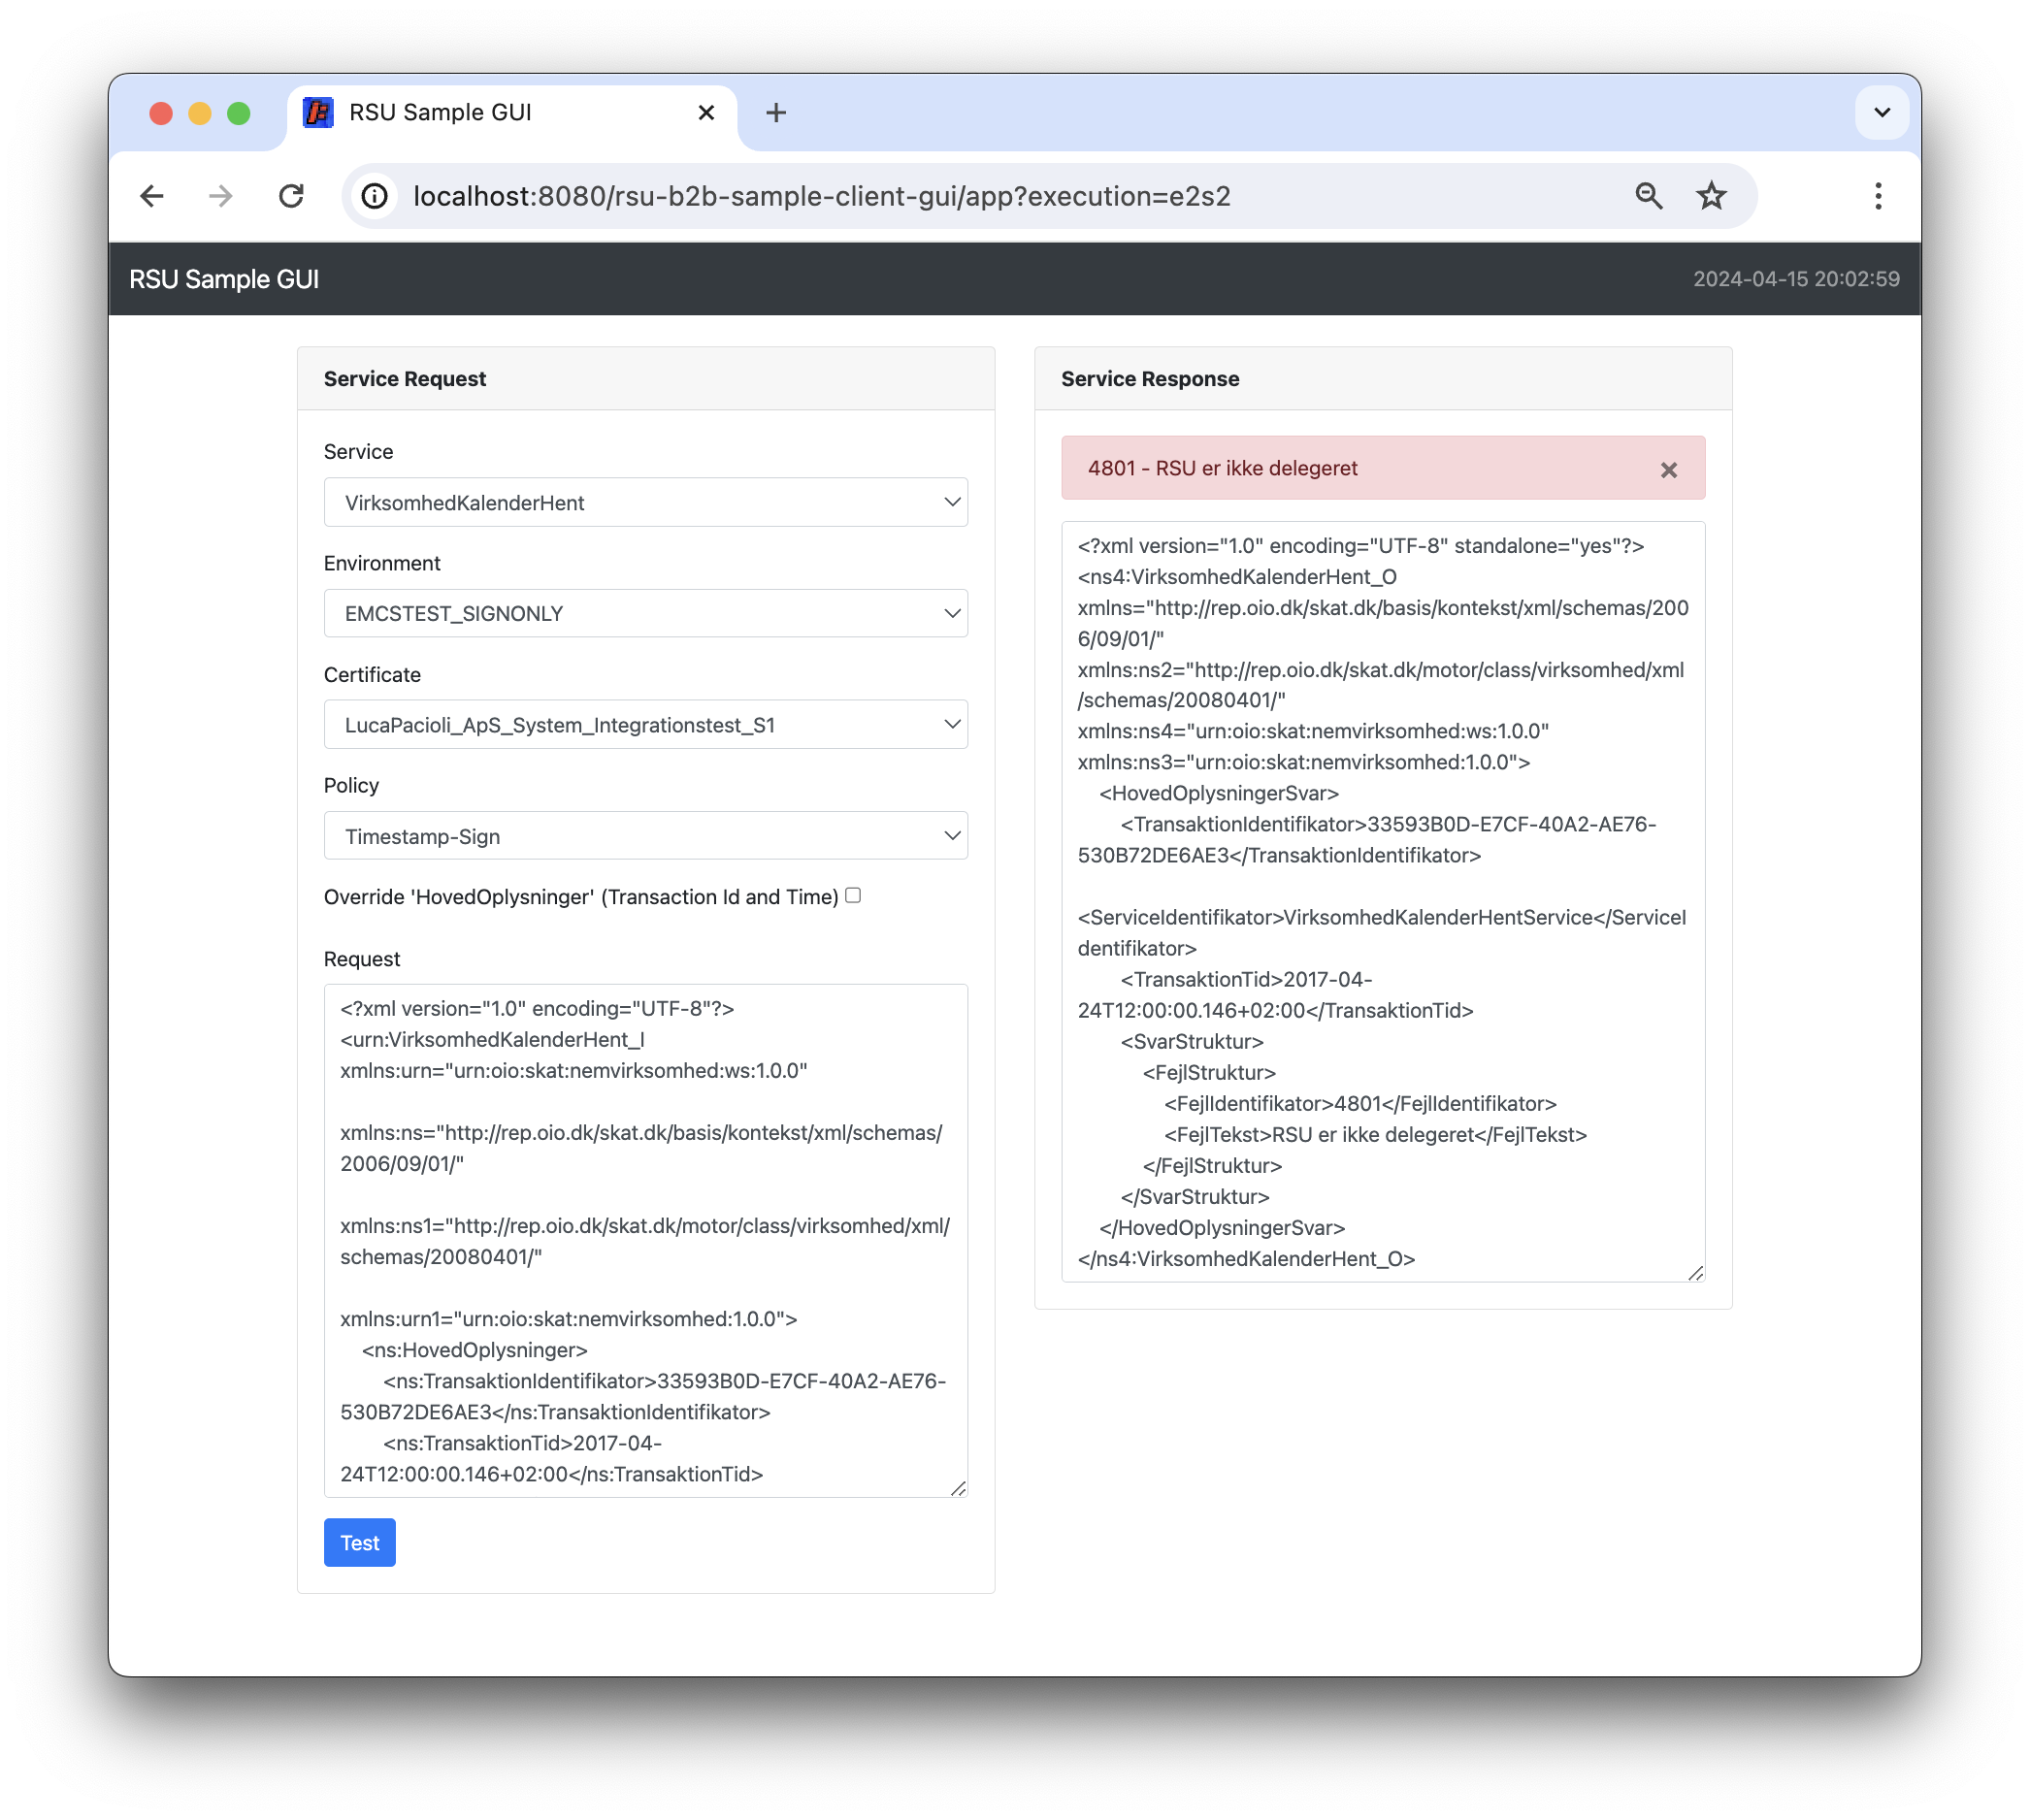 RSU Sample GUI
localhost:8080/rsu-b2b-sample-client-gui/app?execution=e2s2
RSU Sample GUI
2024-04-15 20:02:59
Service Request
Service
VirksomhedKalenderHent
Environment
EMCSTEST_SIGNONLY
Certificate
LucaPacioli_ApS_System_Integrationstest_S1
Policy
Timestamp-Sign
Override 'HovedOplysninger' (Transaction Id and Time)
Request
<?xml version="1.0" encoding="UTF-8"?>
<urn:VirksomhedKalenderHent_I
xmlns:urn="urn:oio:skat:nemvirksomhed:ws:1.0.0"
xmlns:ns="http://rep.oio.dk/skat.dk/basis/kontekst/xml/schemas/
2006/09/01/"
xmlns:ns1="http://rep.oio.dk/skat.dk/motor/class/virksomhed/xml/
schemas/20080401/"
xmlns:urn1="urn:oio:skat:nemvirksomhed:1.0.0">
<ns:HovedOplysninger>
<ns:TransaktionIdentifikator>33593B0D-E7CF-40A2-AE76-
530B72DE6AE3</ns:TransaktionIdentifikator>
<ns:TransaktionTid>2017-04-
24T12:00:00.146+02:00</ns:TransaktionTid>
Test
Service Response
4801 - RSU er ikke delegeret
<?xml version="1.0" encoding="UTF-8" standalone="yes"?>
<ns4:VirksomhedKalenderHent_O
xmlns="http://rep.oio.dk/skat.dk/basis/kontekst/xml/schemas/200
6/09/01/"
xmlns:ns2="http://rep.oio.dk/skat.dk/motor/class/virksomhed/xml
/schemas/20080401/"
xmlns:ns4="urn:oio:skat:nemvirksomhed:ws:1.0.0"
xmlns:ns3="urn:oio:skat:nemvirksomhed:1.0.0">
<HovedOplysningerSvar>
<TransaktionIdentifikator>33593B0D-E7CF-40A2-AE76-
530B72DE6AE3</TransaktionIdentifikator>
<ServiceIdentifikator>VirksomhedKalenderHentService</ServiceI
dentifikator>
<TransaktionTid>2017-04-
24T12:00:00.146+02:00</TransaktionTid>
<SvarStruktur>
<FejlStruktur>
<FejlIdentifikator>4801</FejlIdentifikator>
<FejlTekst>RSU er ikke delegeret</FejlTekst>
</FejlStruktur>
</SvarStruktur>
</HovedOplysningerSvar>
</ns4:VirksomhedKalenderHent_O>